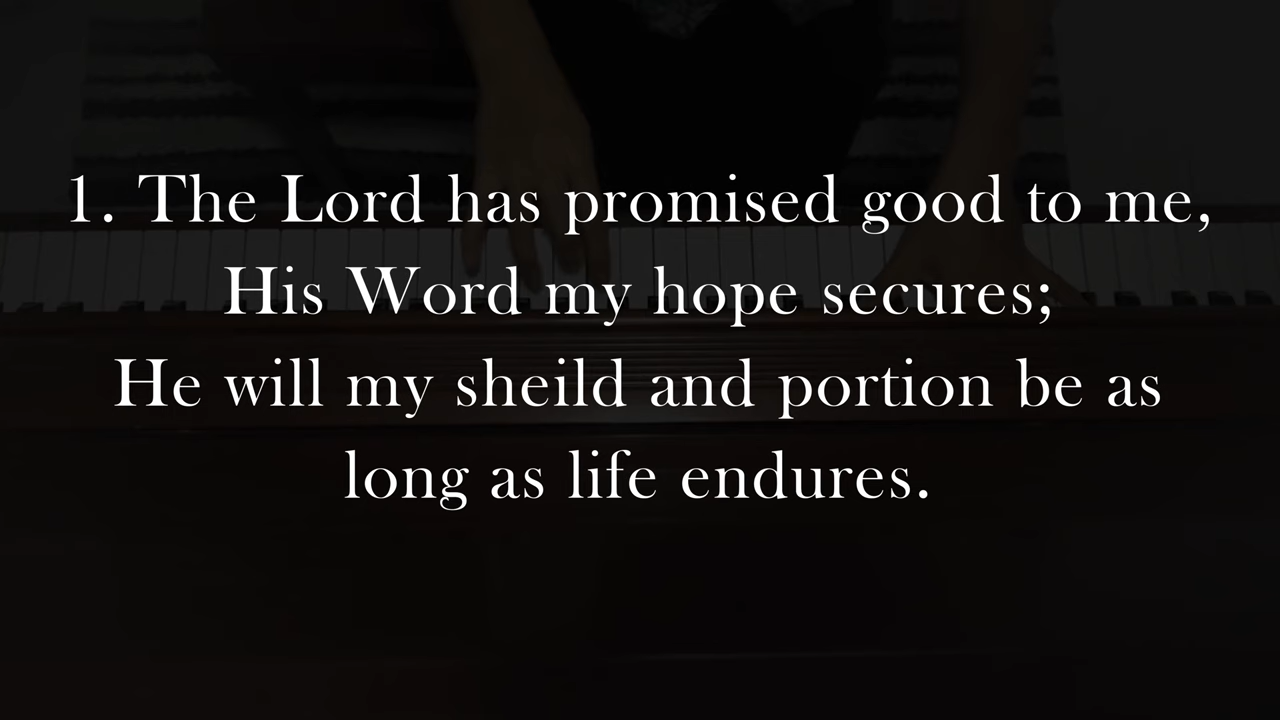 1. The Lord has promised good to me,
His Word my hope secures;
He will my sheild and portion be as
long as life endures.